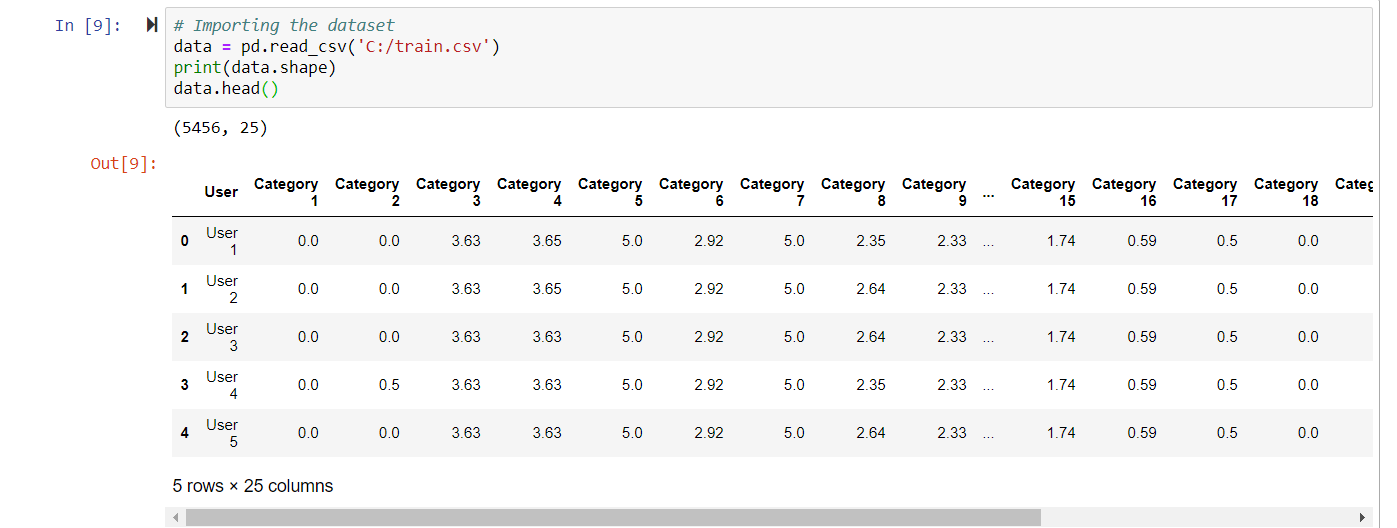 In [9]:
# Importing the dataset
data = pd.read_csv('C:/train.csv')
print(data.shape)
data.head()
(5456, 25)
Out[9]:
User Category 1 Category 2 Category 3 Category 4 Category 5 Category 6 Category 7 Category 8 Category 9 ... Category 15 Category 16 Category 17 Category 18 Categ
0 User 1 0.0 0.0 3.63 3.65 5.0 2.92 5.0 2.35 2.33 ... 1.74 0.59 0.5 0.0
1 User 2 0.0 0.0 3.63 3.65 5.0 2.92 5.0 2.64 2.33 ... 1.74 0.59 0.5 0.0
2 User 3 0.0 0.0 3.63 3.63 5.0 2.92 5.0 2.64 2.33 ... 1.74 0.59 0.5 0.0
3 User 4 0.0 0.5 3.63 3.63 5.0 2.92 5.0 2.35 2.33 ... 1.74 0.59 0.5 0.0
4 User 5 0.0 0.0 3.63 3.63 5.0 2.92 5.0 2.64 2.33 ... 1.74 0.59 0.5 0.0
5 rows × 25 columns